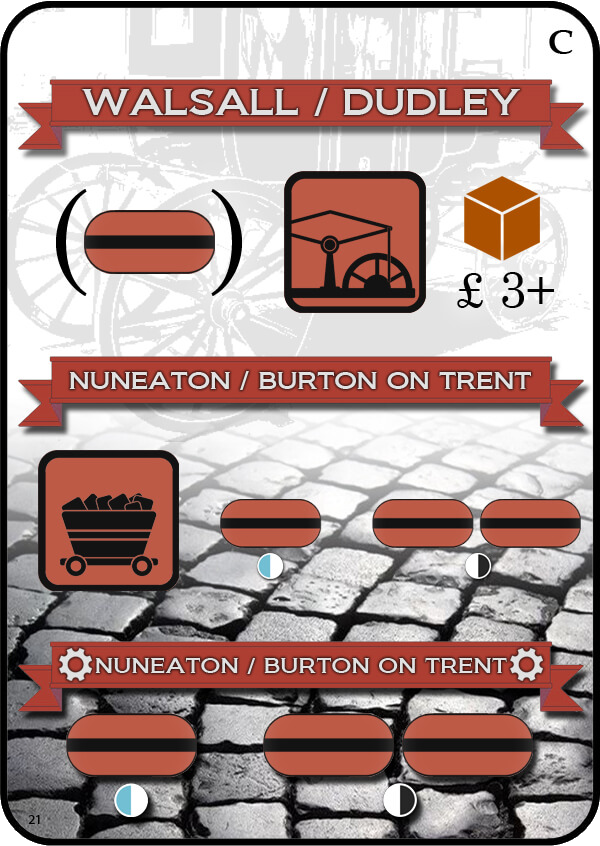 C
WALSALL / DUDLEY
( )
£ 3+
NUNEATON / BURTON ON TRENT
NUNEATON / BURTON ON TRENT
21